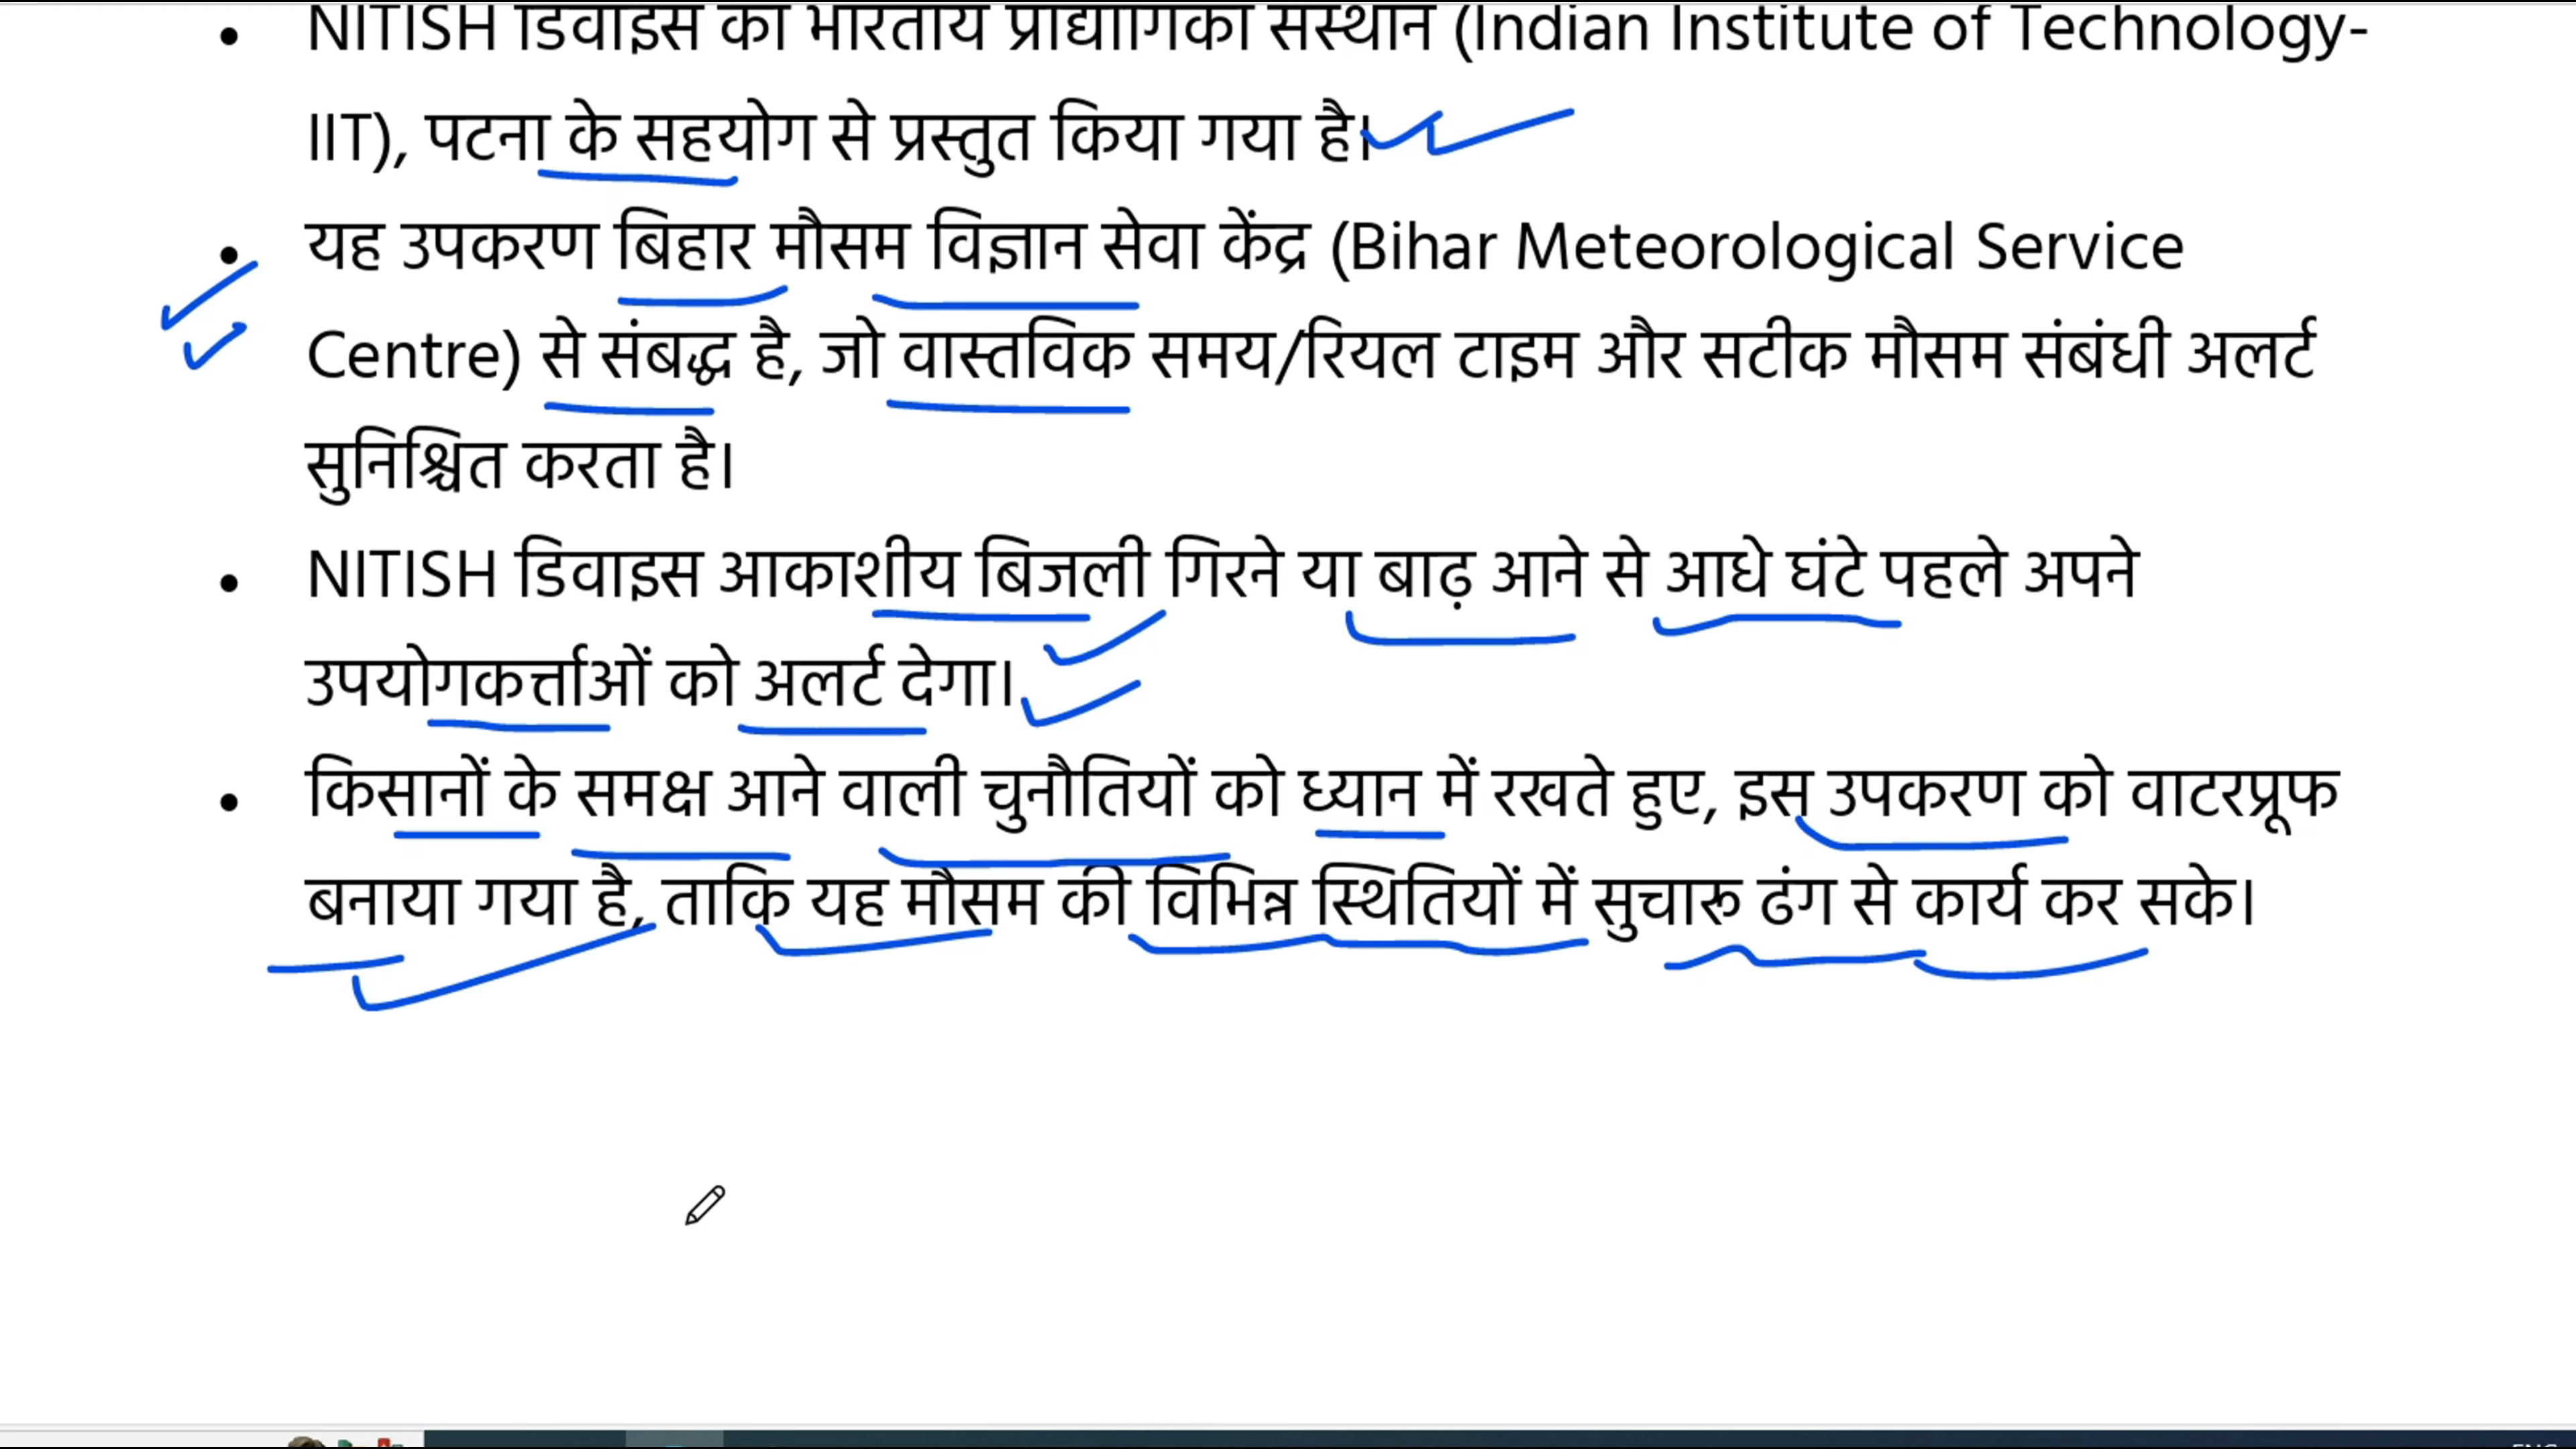 • NITISH डिवाइस को भारतीय प्रौद्योगिकी संस्थान (Indian Institute of Technology-
IIT), पटना के सहयोग से प्रस्तुत किया गया है।
• यह उपकरण बिहार मौसम विज्ञान सेवा केंद्र (Bihar Meteorological Service
Centre) से संबद्ध है, जो वास्तविक समय/रियल टाइम और सटीक मौसम संबंधी अलर्ट
सुनिश्चित करता है।
• NITISH डिवाइस आकाशीय बिजली गिरने या बाढ़ आने से आधे घंटे पहले अपने
उपयोगकर्त्ताओं को अलर्ट देगा।
• किसानों के समक्ष आने वाली चुनौतियों को ध्यान में रखते हुए, इस उपकरण को वाटरप्रूफ
बनाया गया है, ताकि यह मौसम की विभिन्न स्थितियों में सुचारू ढंग से कार्य कर सके।